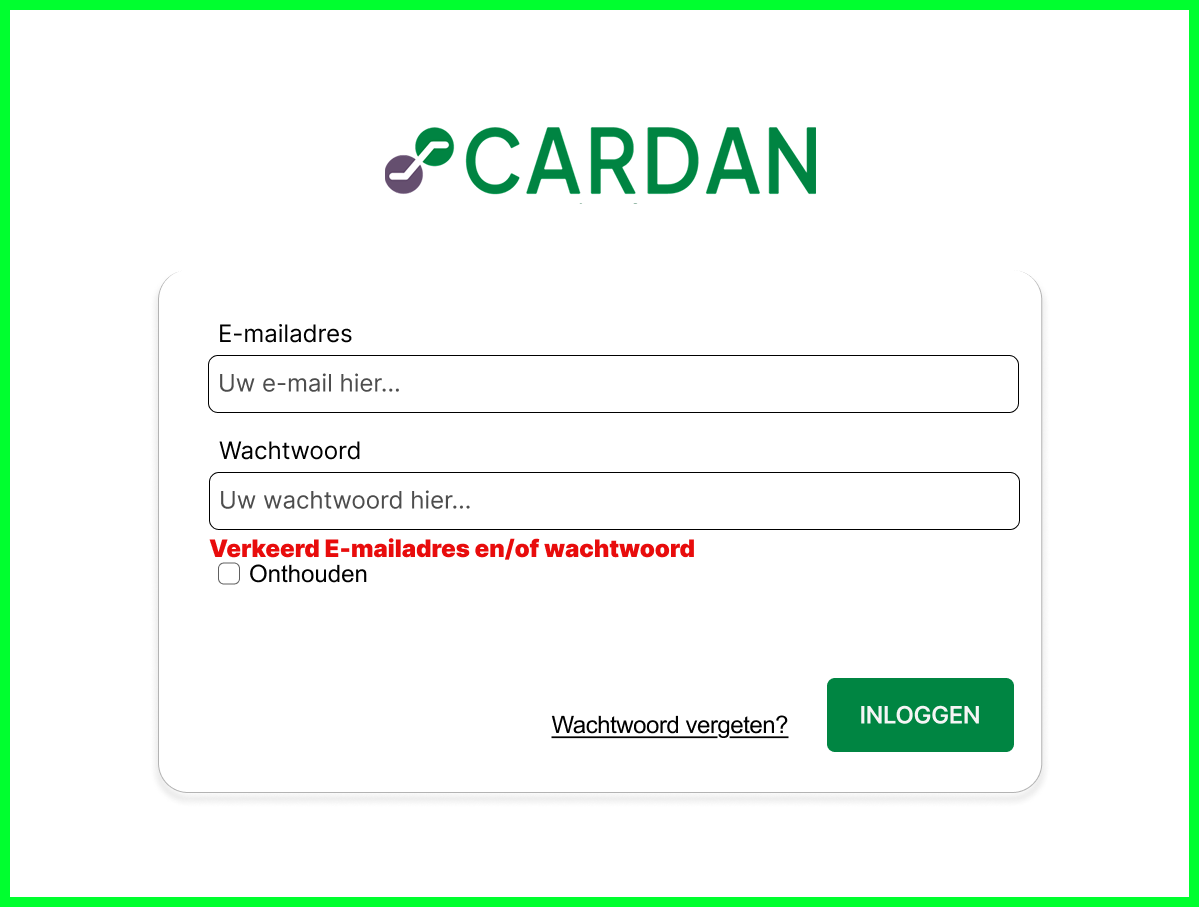 CARDAN
E-mailadres
Uw e-mail hier...
Wachtwoord
Uw wachtwoord hier...
Verkeerd E-mailadres en/of wachtwoord
Onthouden
Wachtwoord vergeten?
INLOGGEN